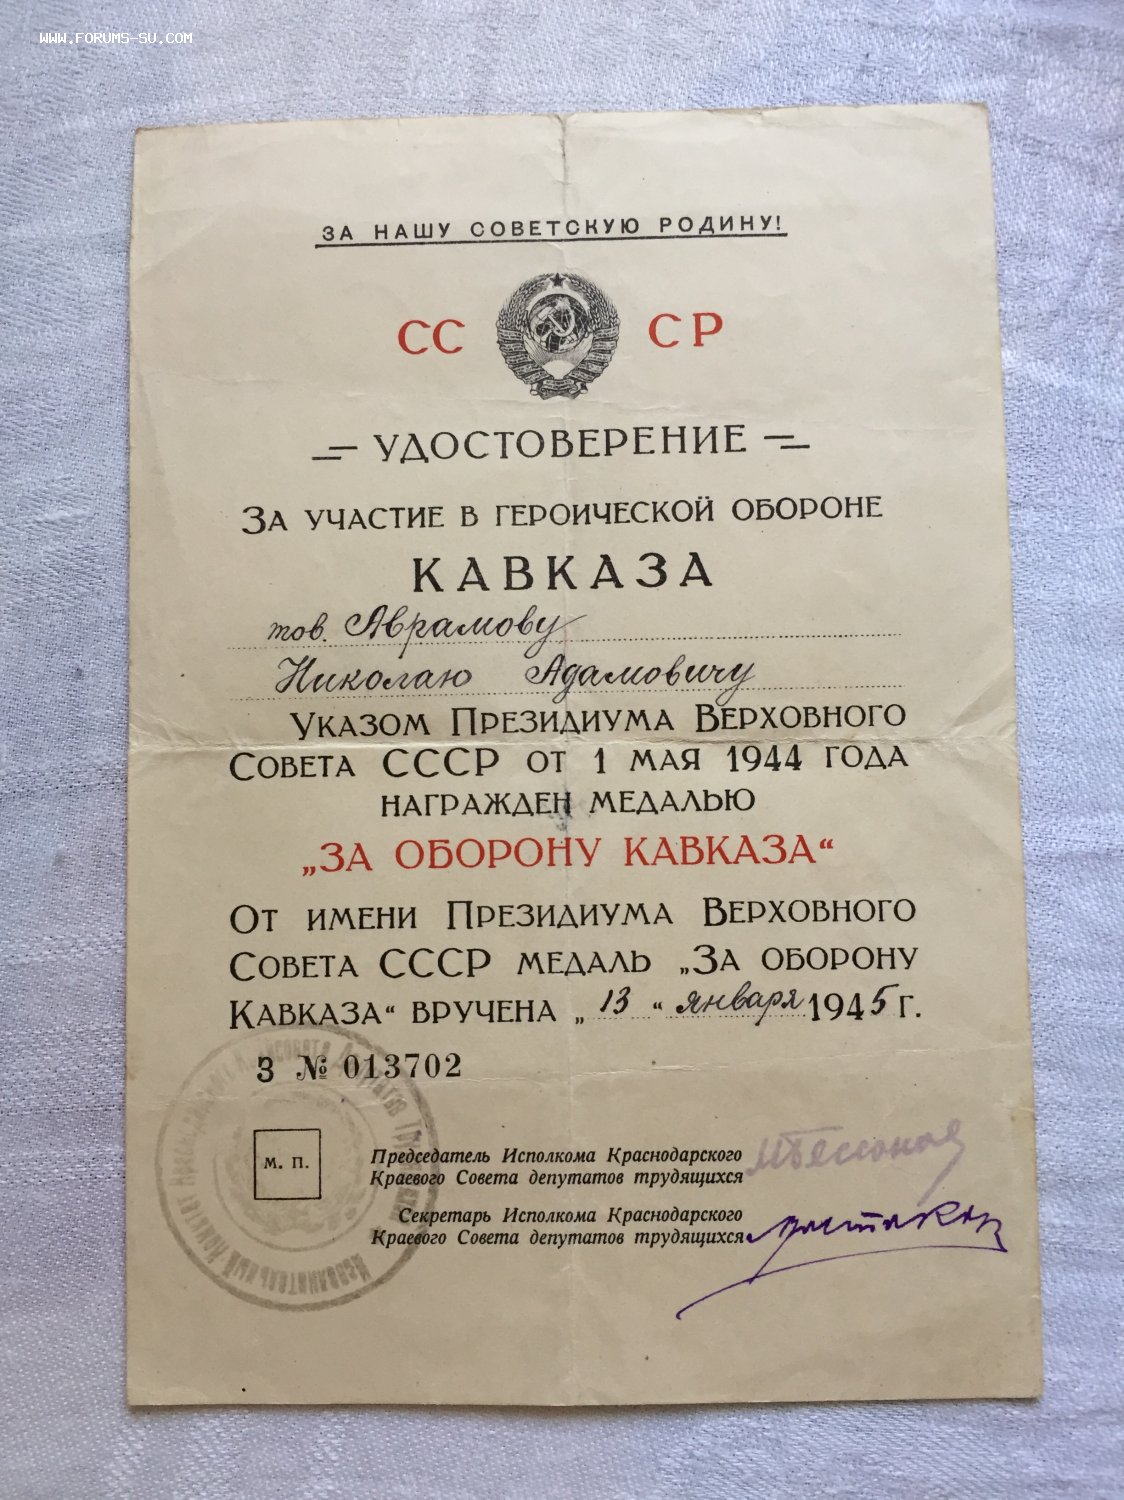 WWW.FORUMS-SU.COM
ЗА НАШУ СОВЕТСКУЮ РОДИНУ!
СС СР
УДОСТОВЕРЕНИЕ
ЗА УЧАСТИЕ В ГЕРОИЧЕСКОЙ ОБОРОНЕ
КАВКАЗА
тов. Аврамову
Николаю Адамовичу
УКАЗОМ ПРЕЗИДИУМА ВЕРХОВНОГО
СОВЕТА СССР ОТ 1 МАЯ 1944 ГОДА
НАГРАЖДЕН МЕДАЛЬЮ
„ЗА ОБОРОНУ КАВКАЗА“
ОТ ИМЕНИ ПРЕЗИДИУМА ВЕРХОВНОГО
СОВЕТА СССР МЕДАЛЬ „ЗА ОБОРОНУ
КАВКАЗА“ ВРУЧЕНА „13“ января 1945 Г.
З № 013702
М. П.
Председатель Исполкома Краснодарского
Краевого Совета депутатов трудящихся
Секретарь Исполкома Краснодарского
Краевого Совета депутатов трудящихся
Исполнительный Комитет